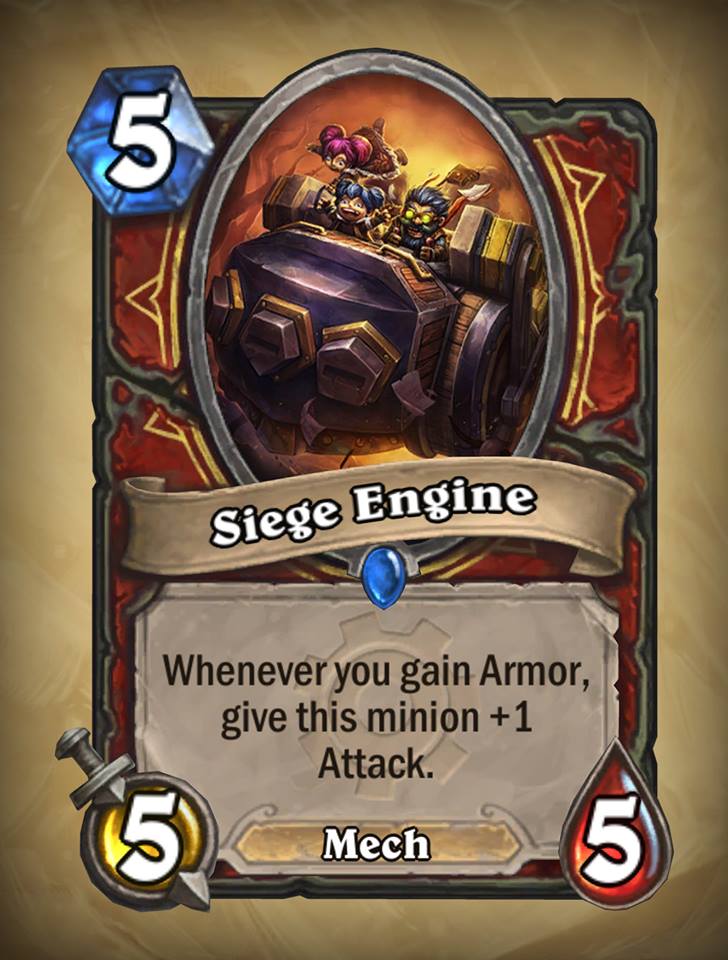 5
Siege Engine
Whenever you gain Armor,
give this minion +1
Attack.
5
Mech
5